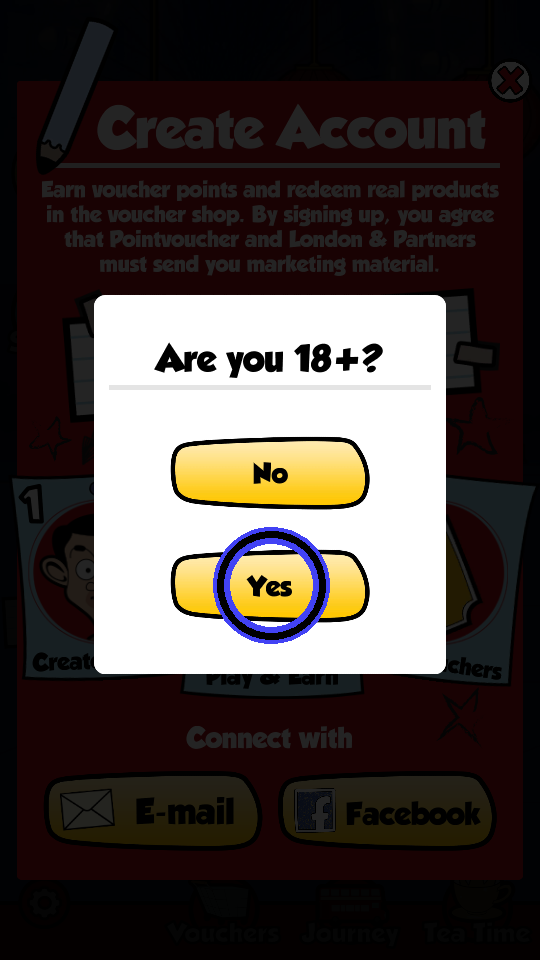 Create Account
Earn voucher points and redeem real products
in the voucher shop. By signing up, you agree
that Pointvoucher and London & Partners
must send you marketing material.
Are you 18+?
No
Yes
1
Create
Play & Earn
Connect with
E-mail
Facebook
Vouchers
Journey
Tea Time